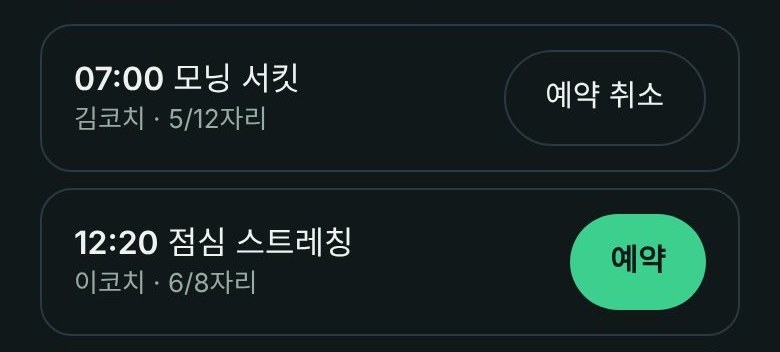 07:00 모닝 서킷
김코치 · 5/12자리
예약 취소
12:20 점심 스트레칭
이코치 · 6/8자리
예약